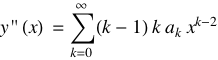 y"(x) = ∑_{k=0}^{∞} (k − 1) k a_k x^{k−2}